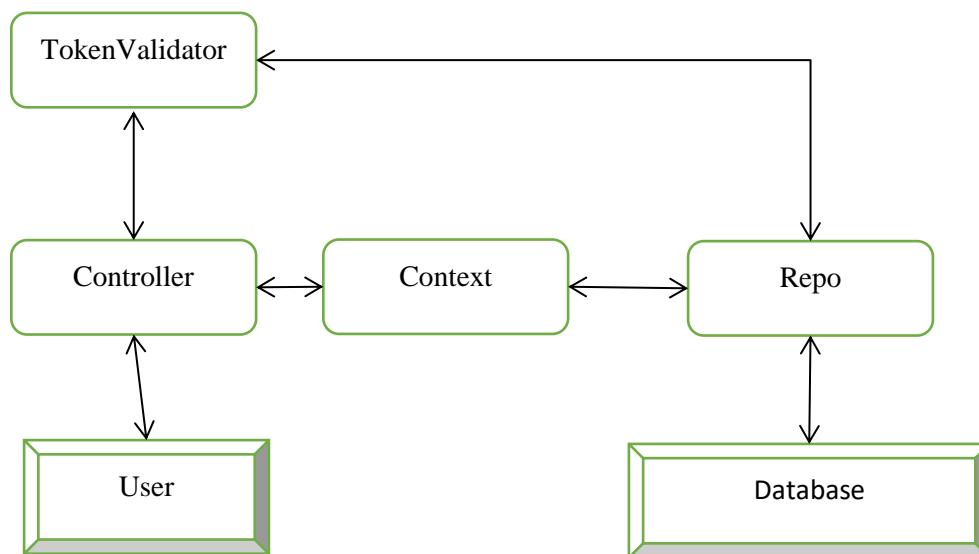 TokenValidator
Controller
Context
Repo
User
Database